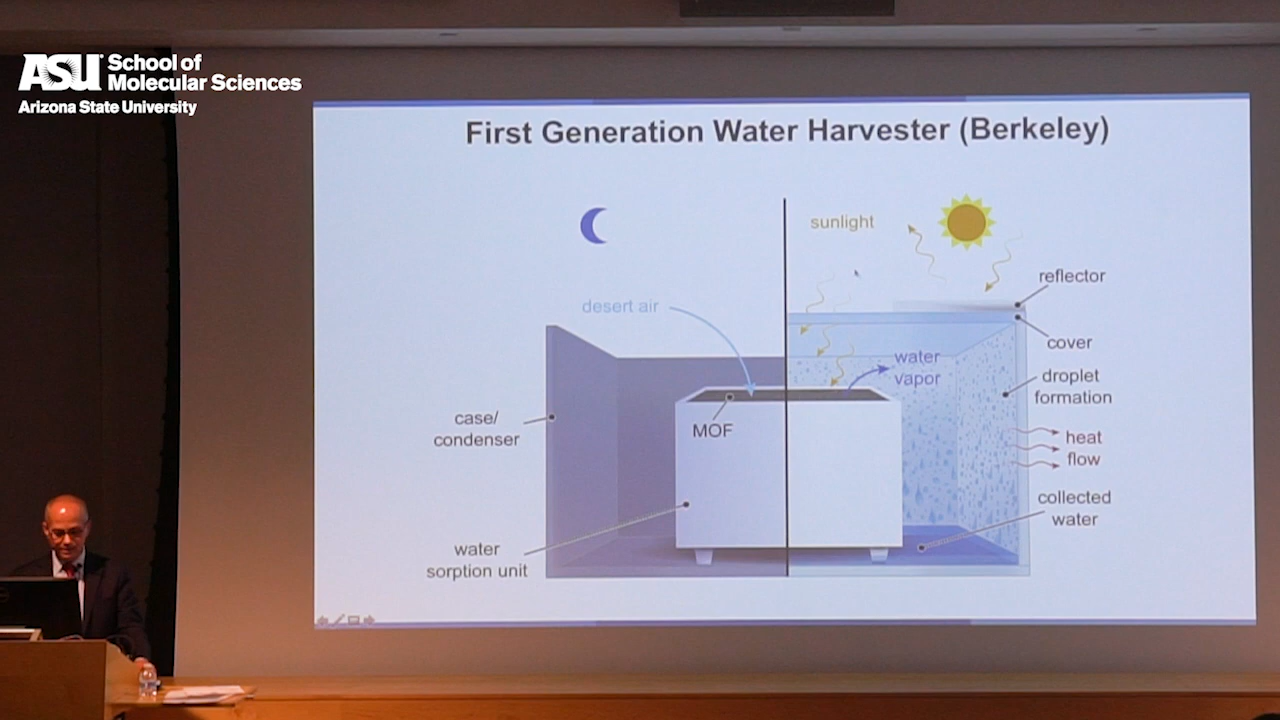 ASU School of
Molecular Sciences
Arizona State University
First Generation Water Harvester (Berkeley)
sunlight
reflector
desert air
cover
water
vapor
droplet
formation
case/
condenser
MOF
heat
flow
collected
water
water
sorption unit